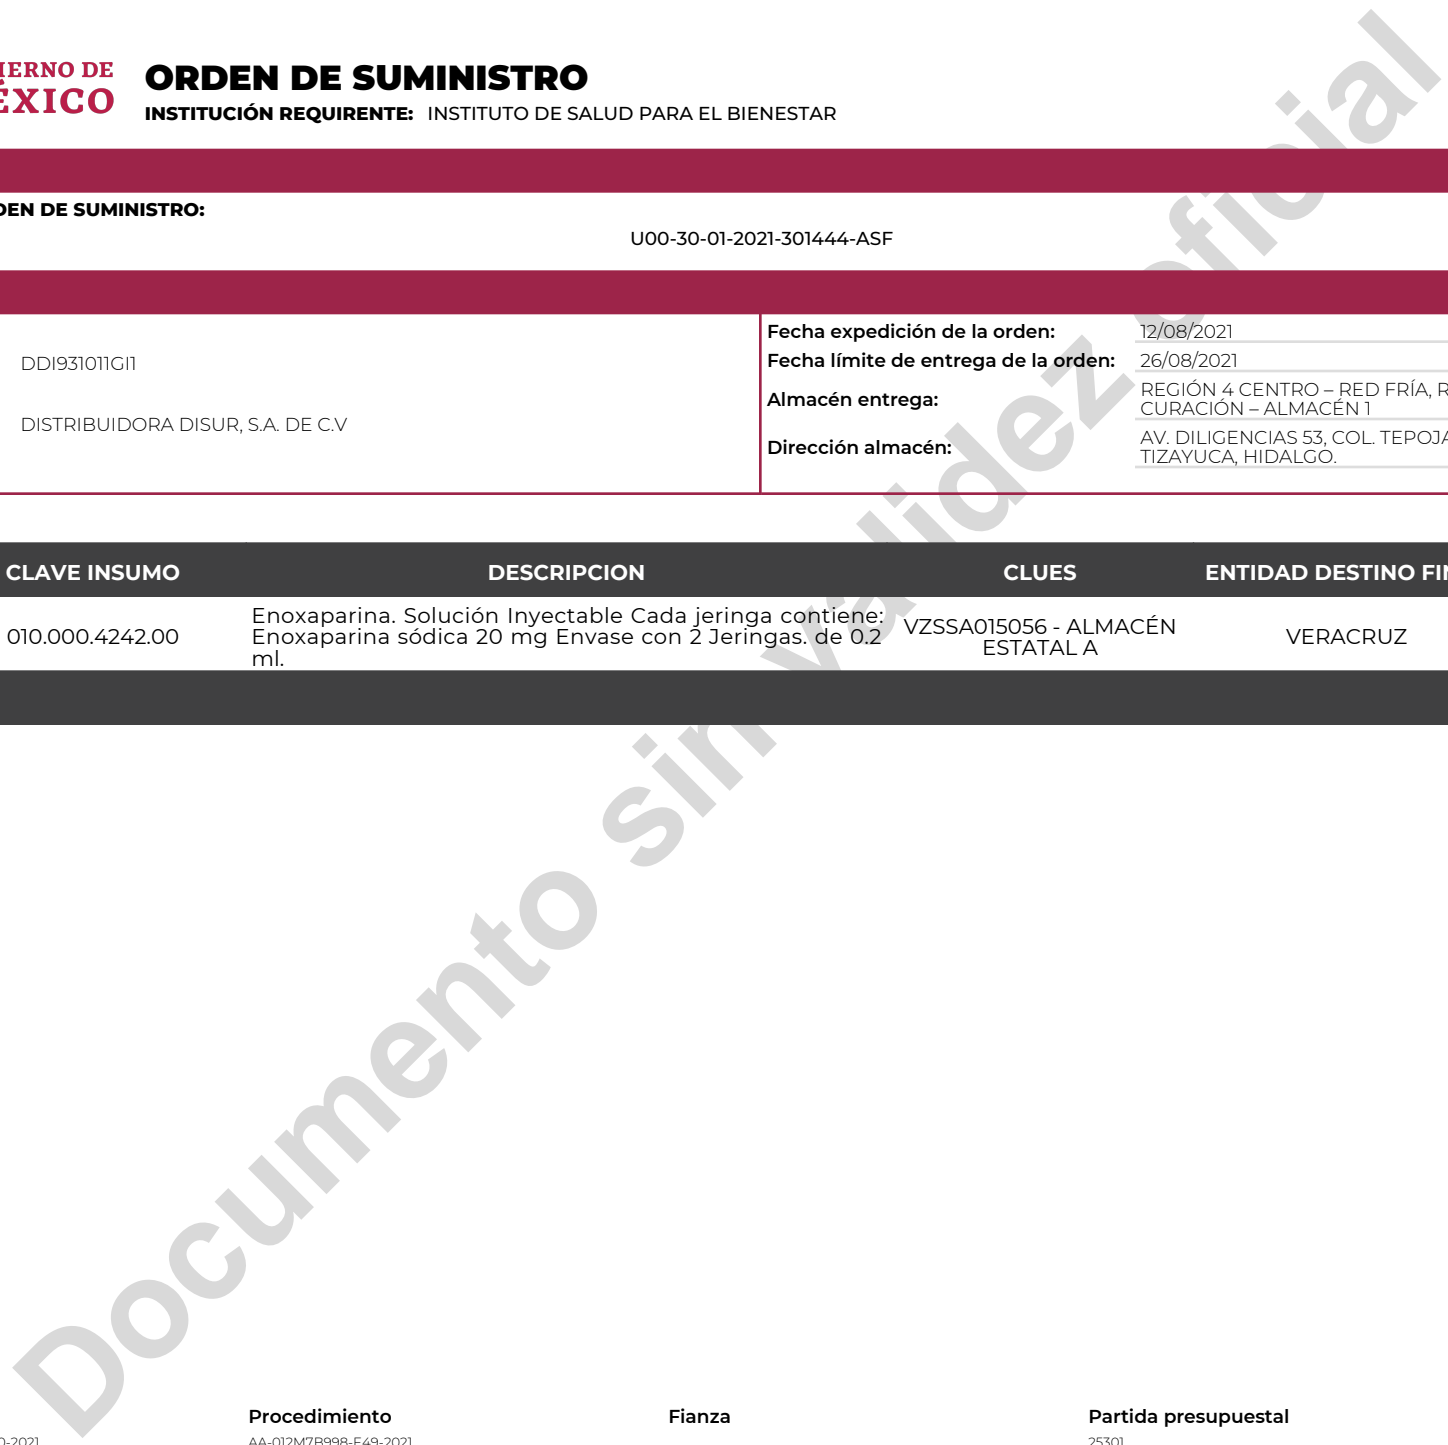 DE
ORDEN DE SUMINISTRO
INSTITUCIÓN REQUIRENTE: INSTITUTO DE SALUD PARA EL BIENESTAR
DE SUMINISTRO:
U00-30-01-2021-301444-ASF
DDI931011GI1
DISTRIBUIDORA DISUR, S.A. DE C.V
Fecha expedición de la orden: 12/08/2021
Fecha límite de entrega de la orden: 26/08/2021
Almacén entrega: REGIÓN 4 CENTRO – RED FRÍA,
CURACIÓN – ALMACÉN 1
Dirección almacén: AV. DILIGENCIAS 53, COL.
TIZAYUCA, HIDALGO.
CLAVE INSUMO DESCRIPCION CLUES ENTIDAD DESTINO
010.000.4242.00
Enoxaparina. Solución Inyectable Cada jeringa contiene:
Enoxaparina sódica 20 mg Envase con 2 Jeringas. de 0.2
ml.
VZSSA015056 - ALMACÉN
ESTATAL A
VERACRUZ
Documento sin validez oficial
Procedimiento Fianza Partida presupuestal